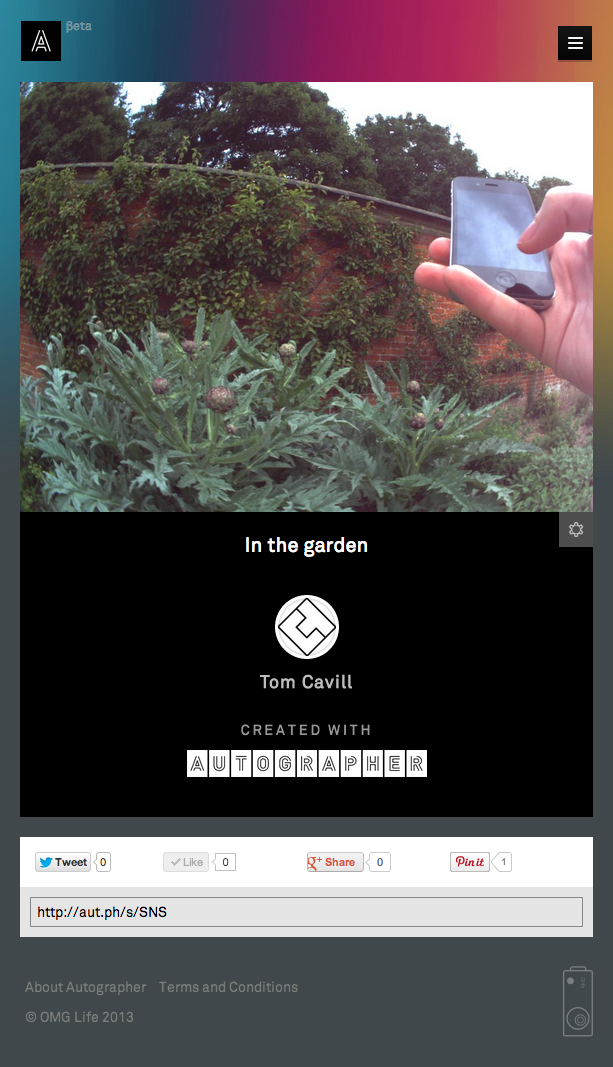 βeta
In the garden
Tom Cavill
CREATED WITH
AUTOGRAPHER
Tweet 0 Like 0 g+ Share 0 Pin it 1
http://aut.ph/s/SNS
About Autographer Terms and Conditions
© OMG Life 2013